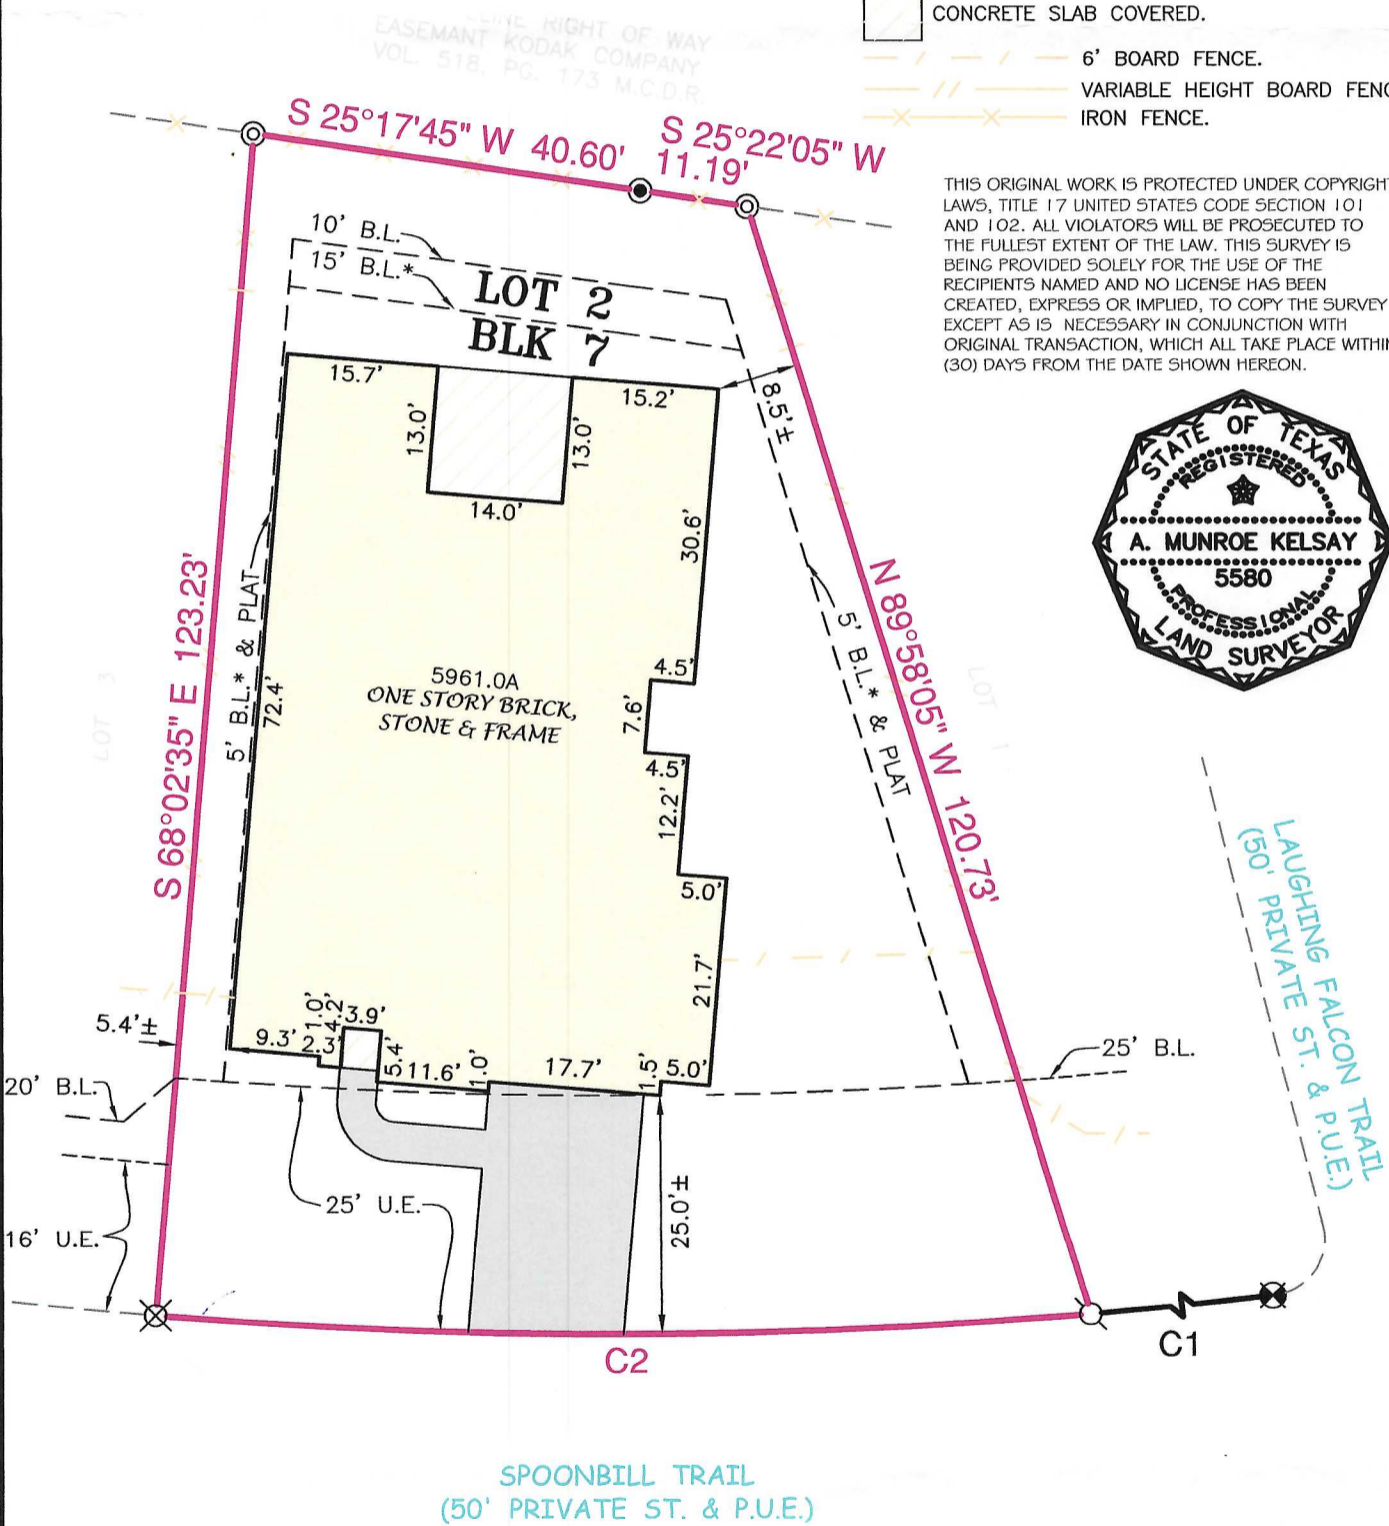 LINE RIGHT OF WAY
EASEMANT KODAK COMPANY
VOL. 518, PG. 173 M.C.D.R.
CONCRETE SLAB COVERED.
6' BOARD FENCE.
VARIABLE HEIGHT BOARD FENC
IRON FENCE.
S 25°17'45" W 40.60'
S 25°22'05" W
11.19'
THIS ORIGINAL WORK IS PROTECTED UNDER COPYRIGHT
LAWS, TITLE 17 UNITED STATES CODE SECTION 101
AND 102. ALL VIOLATORS WILL BE PROSECUTED TO
THE FULLEST EXTENT OF THE LAW. THIS SURVEY IS
BEING PROVIDED SOLELY FOR THE USE OF THE
RECIPIENTS NAMED AND NO LICENSE HAS BEEN
CREATED, EXPRESS OR IMPLIED, TO COPY THE SURVEY
EXCEPT AS IS NECESSARY IN CONJUNCTION WITH
ORIGINAL TRANSACTION, WHICH ALL TAKE PLACE WITHIN
(30) DAYS FROM THE DATE SHOWN HEREON.
10' B.L.
15' B.L.*
LOT 2
BLK 7
15.7'
15.2'
8.5'±
13.0'
13.0'
14.0'
30.6'
STATE OF TEXAS
REGISTERED
A. MUNROE KELSAY
5580
PROFESSIONAL
LAND SURVEYOR
S 68°02'35" E 123.23'
5' B.L.* & PLAT
72.4'
5961.0A
ONE STORY BRICK,
STONE & FRAME
4.5'
7.6'
4.5'
12.2'
5.0'
21.7'
5' B.L.* & PLAT
N 89°58'05" W 120.73'
LOT 3
LOT 1
LAUGHING FALCON TRAIL
(50' PRIVATE ST. & P.U.E.)
5.4'±
9.3'
1.0'
2.3'
4.2'
3.9'
5.4'
11.6'
1.0'
17.7'
1.5'
5.0'
25' B.L.
20' B.L.
16' U.E.
25' U.E.
25.0'±
C2
C1
SPOONBILL TRAIL
(50' PRIVATE ST. & P.U.E.)